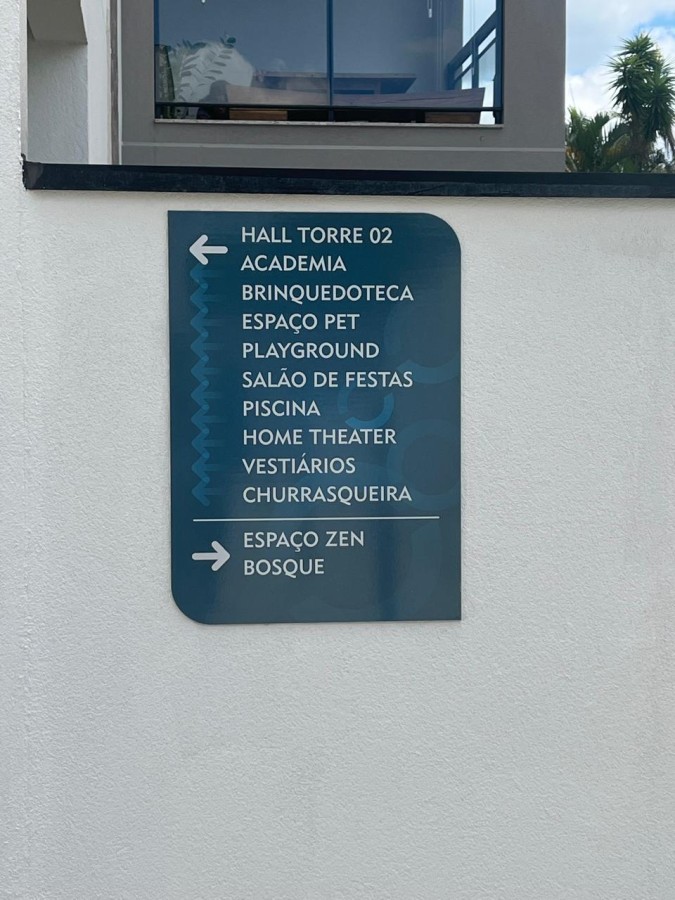 HALL TORRE 02
ACADEMIA
BRINQUEDOTECA
ESPAÇO PET
PLAYGROUND
SALÃO DE FESTAS
PISCINA
HOME THEATER
VESTIÁRIOS
CHURRASQUEIRA
ESPAÇO ZEN
BOSQUE